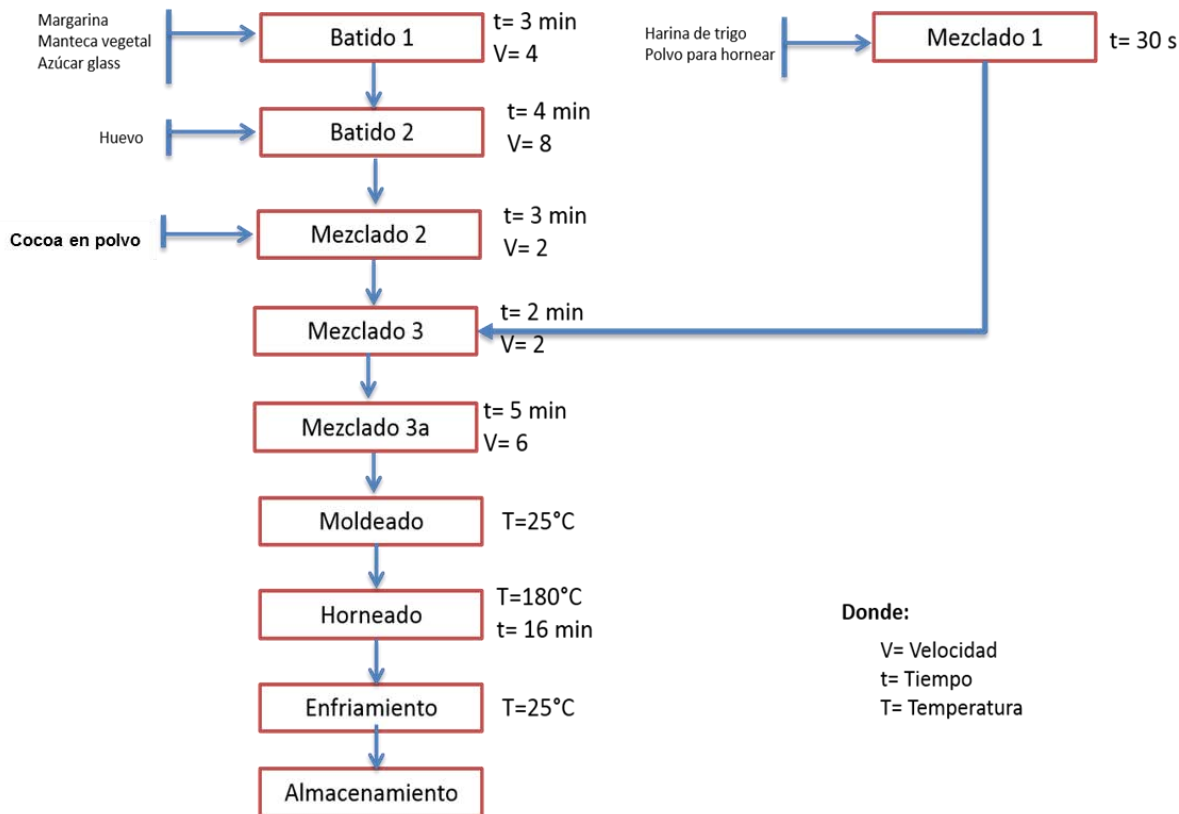 Margarina
Manteca vegetal
Azúcar glass
Batido 1
t= 3 min
V= 4
Harina de trigo
Polvo para hornear
Mezclado 1
t= 30 s
Huevo
Batido 2
t= 4 min
V= 8
Cocoa en polvo
Mezclado 2
t= 3 min
V= 2
Mezclado 3
t= 2 min
V= 2
Mezclado 3a
t= 5 min
V= 6
Moldeado
T=25°C
Horneado
T=180°C
t= 16 min
Enfriamiento
T=25°C
Almacenamiento
Donde:
V= Velocidad
t= Tiempo
T= Temperatura